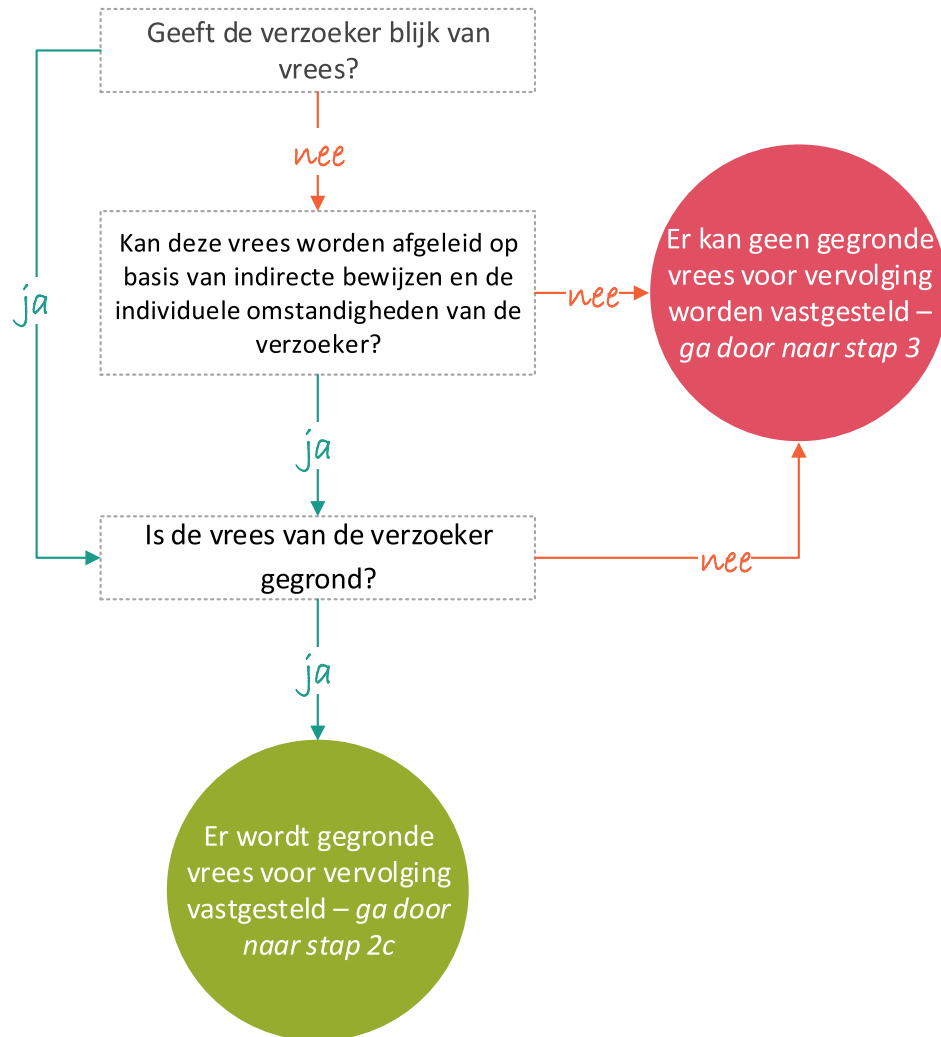 Geeft de verzoeker blijk van
vrees?
nee
Kan deze vrees worden afgeleid op
basis van indirecte bewijzen en de
individuele omstandigheden van de
verzoeker?
nee
Er kan geen gegronde
vrees voor vervolging
worden vastgesteld –
ga door naar stap 3
ja
ja
Is de vrees van de verzoeker
gegrond?
nee
ja
Er wordt gegronde
vrees voor vervolging
vastgesteld – ga door
naar stap 2c